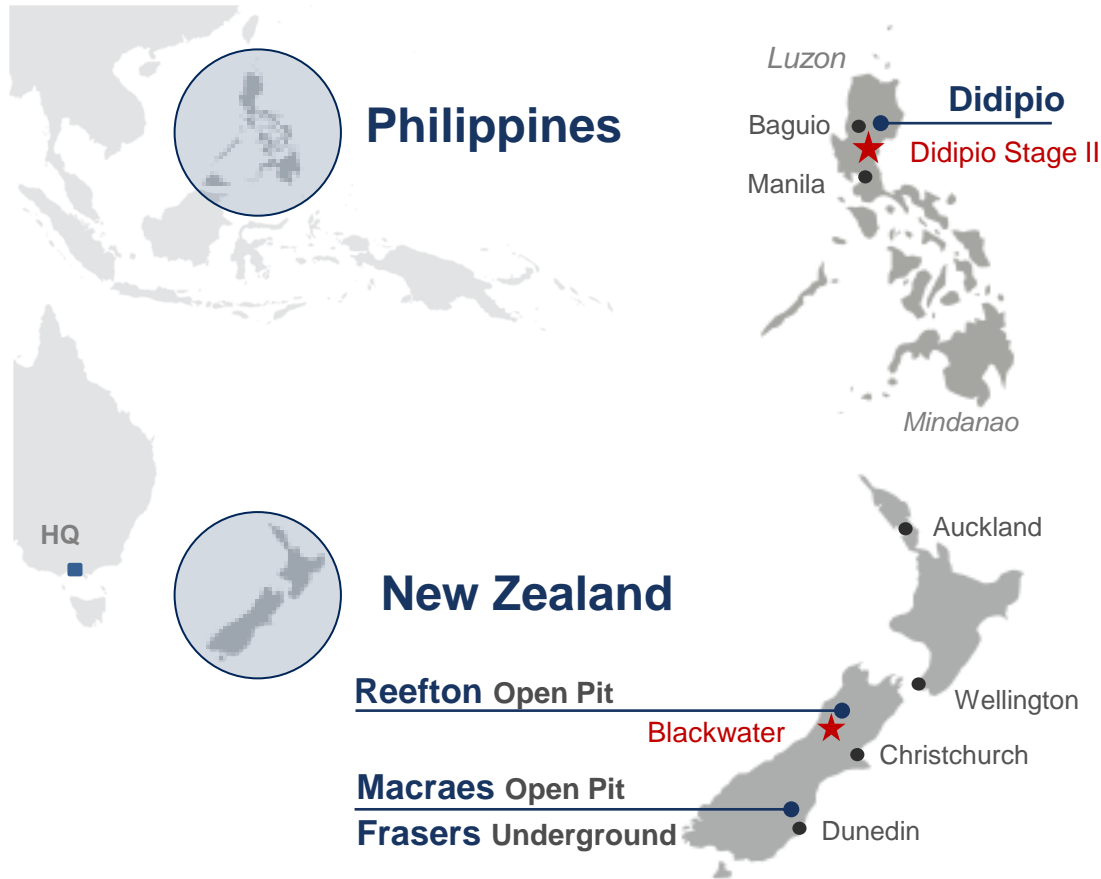 Luzon
Didipio
Philippines
Baguio
Didipio Stage II
Manila
Mindanao
HQ
Auckland
New Zealand
Reefton Open Pit
Wellington
Blackwater
Christchurch
Macraes Open Pit
Frasers Underground
Dunedin